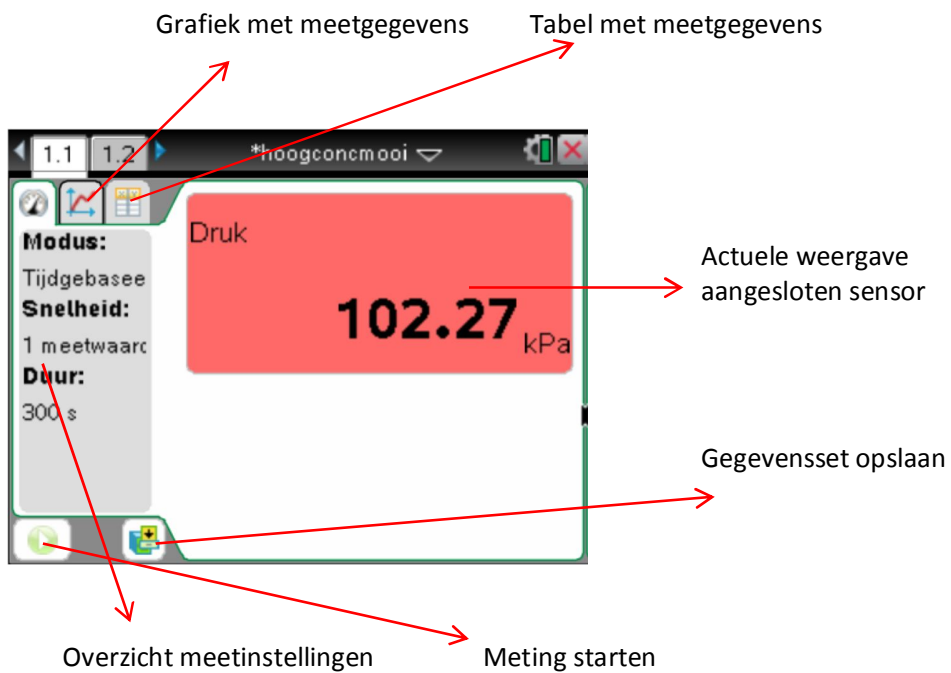 Grafiek met meetgegevens
Tabel met meetgegevens
1.1
1.2
*hoogconcmooi
Modus:
Tijdgebasee
Snelheid:
1 meetwaarc
Duur:
300 s
Druk
102.27
kPa
Actuele weergave
aangesloten sensor
Gegevensset opslaan
Overzicht meetinstellingen
Meting starten